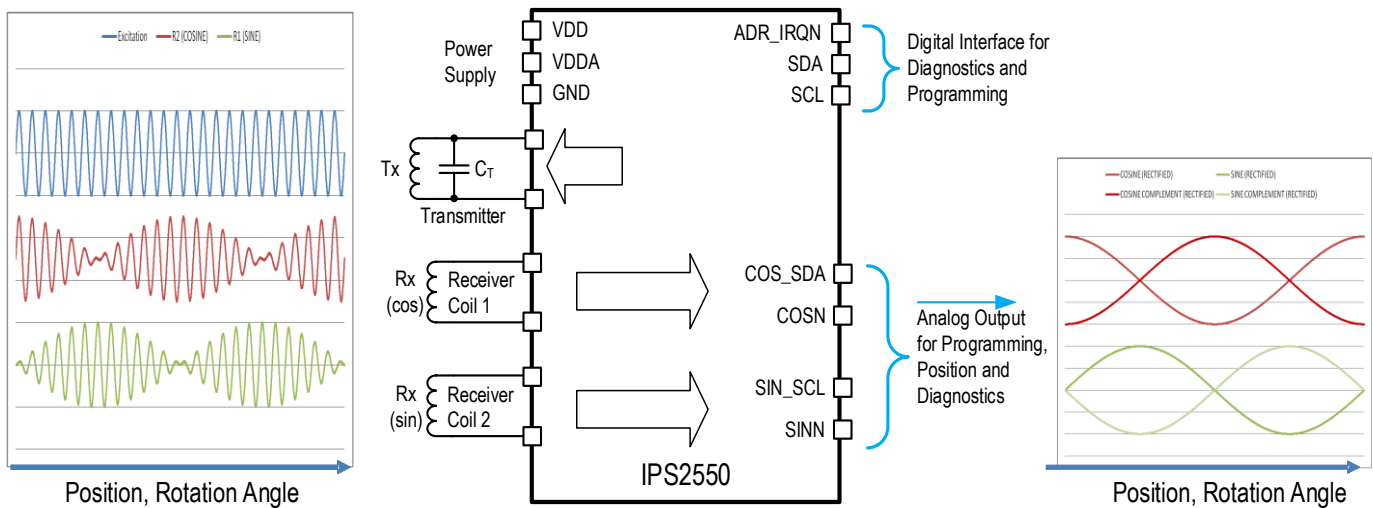 Excitation R2 (COSINE) R1 (SINE)
Position, Rotation Angle
Power
Supply
VDD
VDDA
GND
Tx
CT
Transmitter
Rx
(cos)
Receiver
Coil 1
Rx
(sin)
Receiver
Coil 2
ADR_IRQN
SDA
SCL
COS_SDA
COSN
SIN_SCL
SINN
IPS2550
Digital Interface for
Diagnostics and
Programming
Analog Output
for Programming,
Position and
Diagnostics
COSINE (RECTIFIED) SINE (RECTIFIED)
COSINE COMPLEMENT (RECTIFIED) SINE COMPLEMENT (RECTIFIED)
Position, Rotation Angle